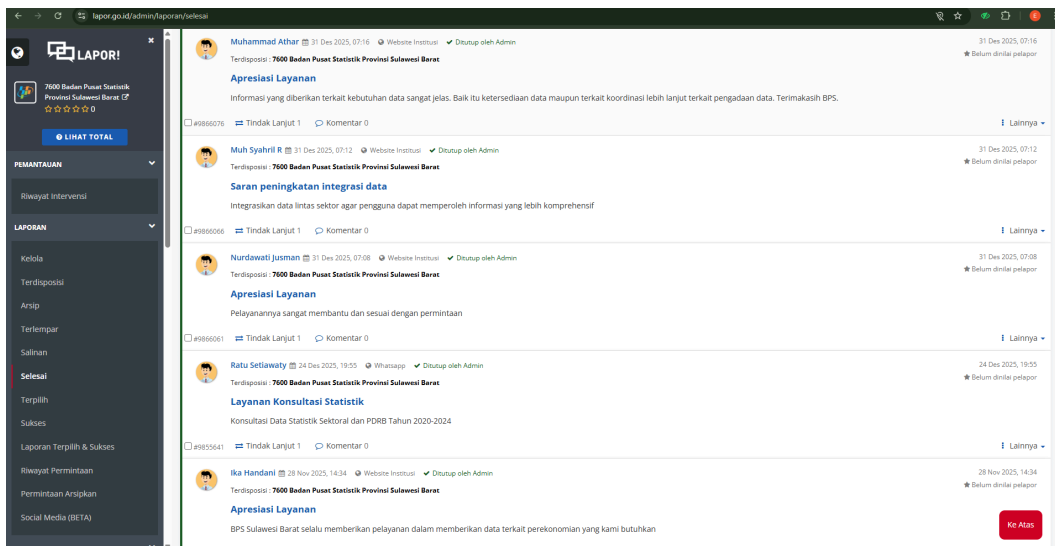 lapor.go.id/admin/laporan/selesai
E
LAPOR!
7600 Badan Pusat Statistik
Provinsi Sulawesi Barat
0
LIHAT TOTAL
PEMANTAUAN
Riwayat Intervensi
LAPORAN
Kelola
Terdisposisi
Arsip
Terlempar
Salinan
Selesai
Terpilih
Sukses
Laporan Terpilih & Sukses
Riwayat Permintaan
Permintaan Arsipkan
Social Media (BETA)
Muhammad Athar 31 Des 2025, 07:16 Website Institusi Ditutup oleh Admin
31 Des 2025, 07:16
Terdisposisi : 7600 Badan Pusat Statistik Provinsi Sulawesi Barat
Belum dinilai pelapor
Apresiasi Layanan
Informasi yang diberikan terkait kebutuhan data sangat jelas. Baik itu ketersediaan data maupun terkait koordinasi lebih lanjut terkait pengadaan data. Terimakasih BPS.
#9866076 Tindak Lanjut 1 Komentar 0 Lainnya
Muh Syahril R 31 Des 2025, 07:12 Website Institusi Ditutup oleh Admin
31 Des 2025, 07:12
Terdisposisi : 7600 Badan Pusat Statistik Provinsi Sulawesi Barat
Belum dinilai pelapor
Saran peningkatan integrasi data
Integrasikan data lintas sektor agar pengguna dapat memperoleh informasi yang lebih komprehensif
#9866066 Tindak Lanjut 1 Komentar 0 Lainnya
Nurdawati Jusman 31 Des 2025, 07:08 Website Institusi Ditutup oleh Admin
31 Des 2025, 07:08
Terdisposisi : 7600 Badan Pusat Statistik Provinsi Sulawesi Barat
Belum dinilai pelapor
Apresiasi Layanan
Pelayanannya sangat membantu dan sesuai dengan permintaan
#9866061 Tindak Lanjut 1 Komentar 0 Lainnya
Ratu Setiawaty 24 Des 2025, 19:55 Whatsapp Ditutup oleh Admin
24 Des 2025, 19:55
Terdisposisi : 7600 Badan Pusat Statistik Provinsi Sulawesi Barat
Belum dinilai pelapor
Layanan Konsultasi Statistik
Konsultasi Data Statistik Sektoral dan PDRB Tahun 2020-2024
#9855641 Tindak Lanjut 1 Komentar 0 Lainnya
Ika Handani 28 Nov 2025, 14:34 Website Institusi Ditutup oleh Admin
28 Nov 2025, 14:34
Terdisposisi : 7600 Badan Pusat Statistik Provinsi Sulawesi Barat
Belum dinilai pelapor
Apresiasi Layanan
BPS Sulawesi Barat selalu memberikan pelayanan dalam memberikan data terkait perekonomian yang kami butuhkan
Ke Atas